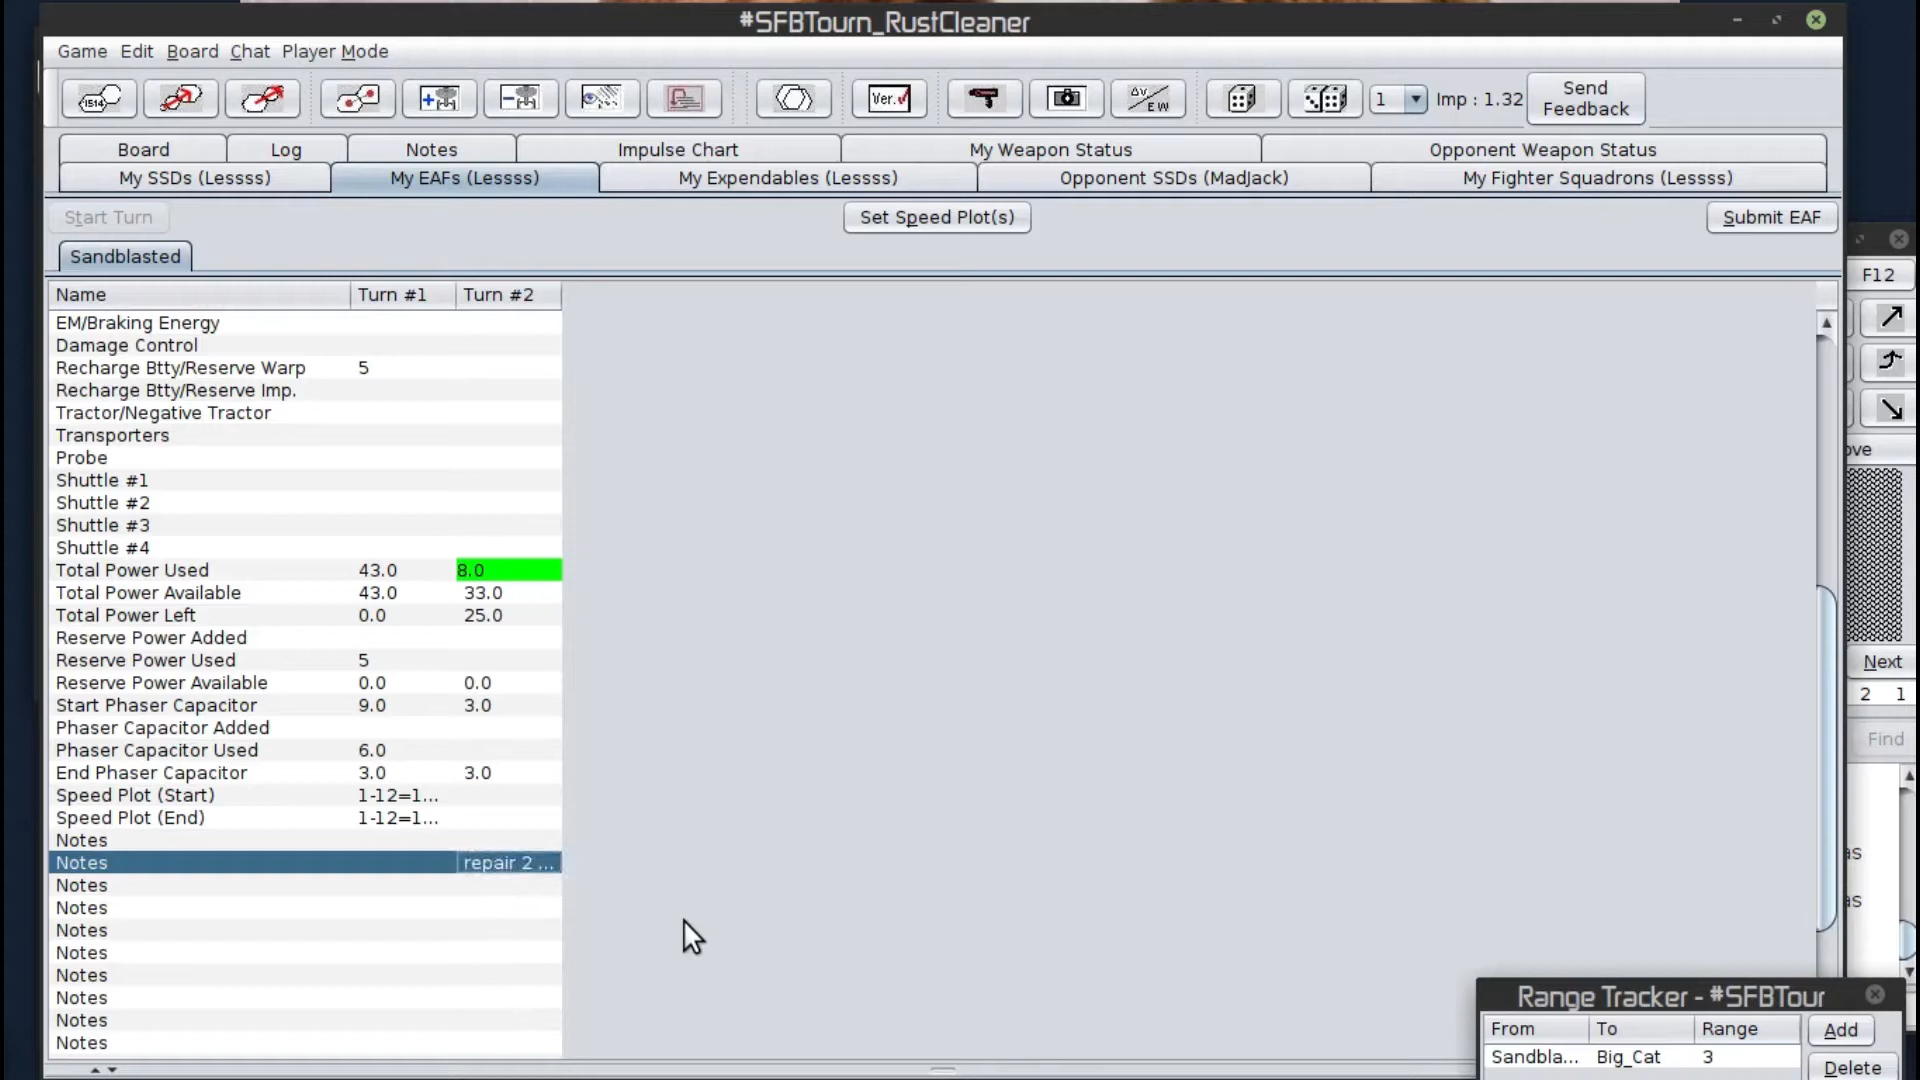 #SFBTourn_RustCleaner
Game Edit Board Chat Player Mode
1514 Ver. ΔV/EW 1 Imp : 1.32 Send Feedback
Board Log Notes Impulse Chart My Weapon Status Opponent Weapon Status
My SSDs (Lessss) My EAFs (Lessss) My Expendables (Lessss) Opponent SSDs (MadJack) My Fighter Squadrons (Lessss)
Start Turn Set Speed Plot(s) Submit EAF
Sandblasted
F12
Name Turn #1 Turn #2
EM/Braking Energy
Damage Control
Recharge Btty/Reserve Warp 5
Recharge Btty/Reserve Imp.
Tractor/Negative Tractor
Transporters
Probe
Shuttle #1
Shuttle #2
Shuttle #3
Shuttle #4
Total Power Used 43.0 8.0
Total Power Available 43.0 33.0
Total Power Left 0.0 25.0
Reserve Power Added
Reserve Power Used 5
Next
Reserve Power Available 0.0 0.0
2 1
Start Phaser Capacitor 9.0 3.0
Phaser Capacitor Added
Find
Phaser Capacitor Used 6.0
End Phaser Capacitor 3.0 3.0
Speed Plot (Start) 1-12=1...
Speed Plot (End) 1-12=1...
Notes
Notes repair 2 ...
Notes
Notes
Notes
Notes
Notes
Notes
Notes
Notes
Range Tracker - #SFBTour
From To Range Add
Sandbla... Big_Cat 3
Delete